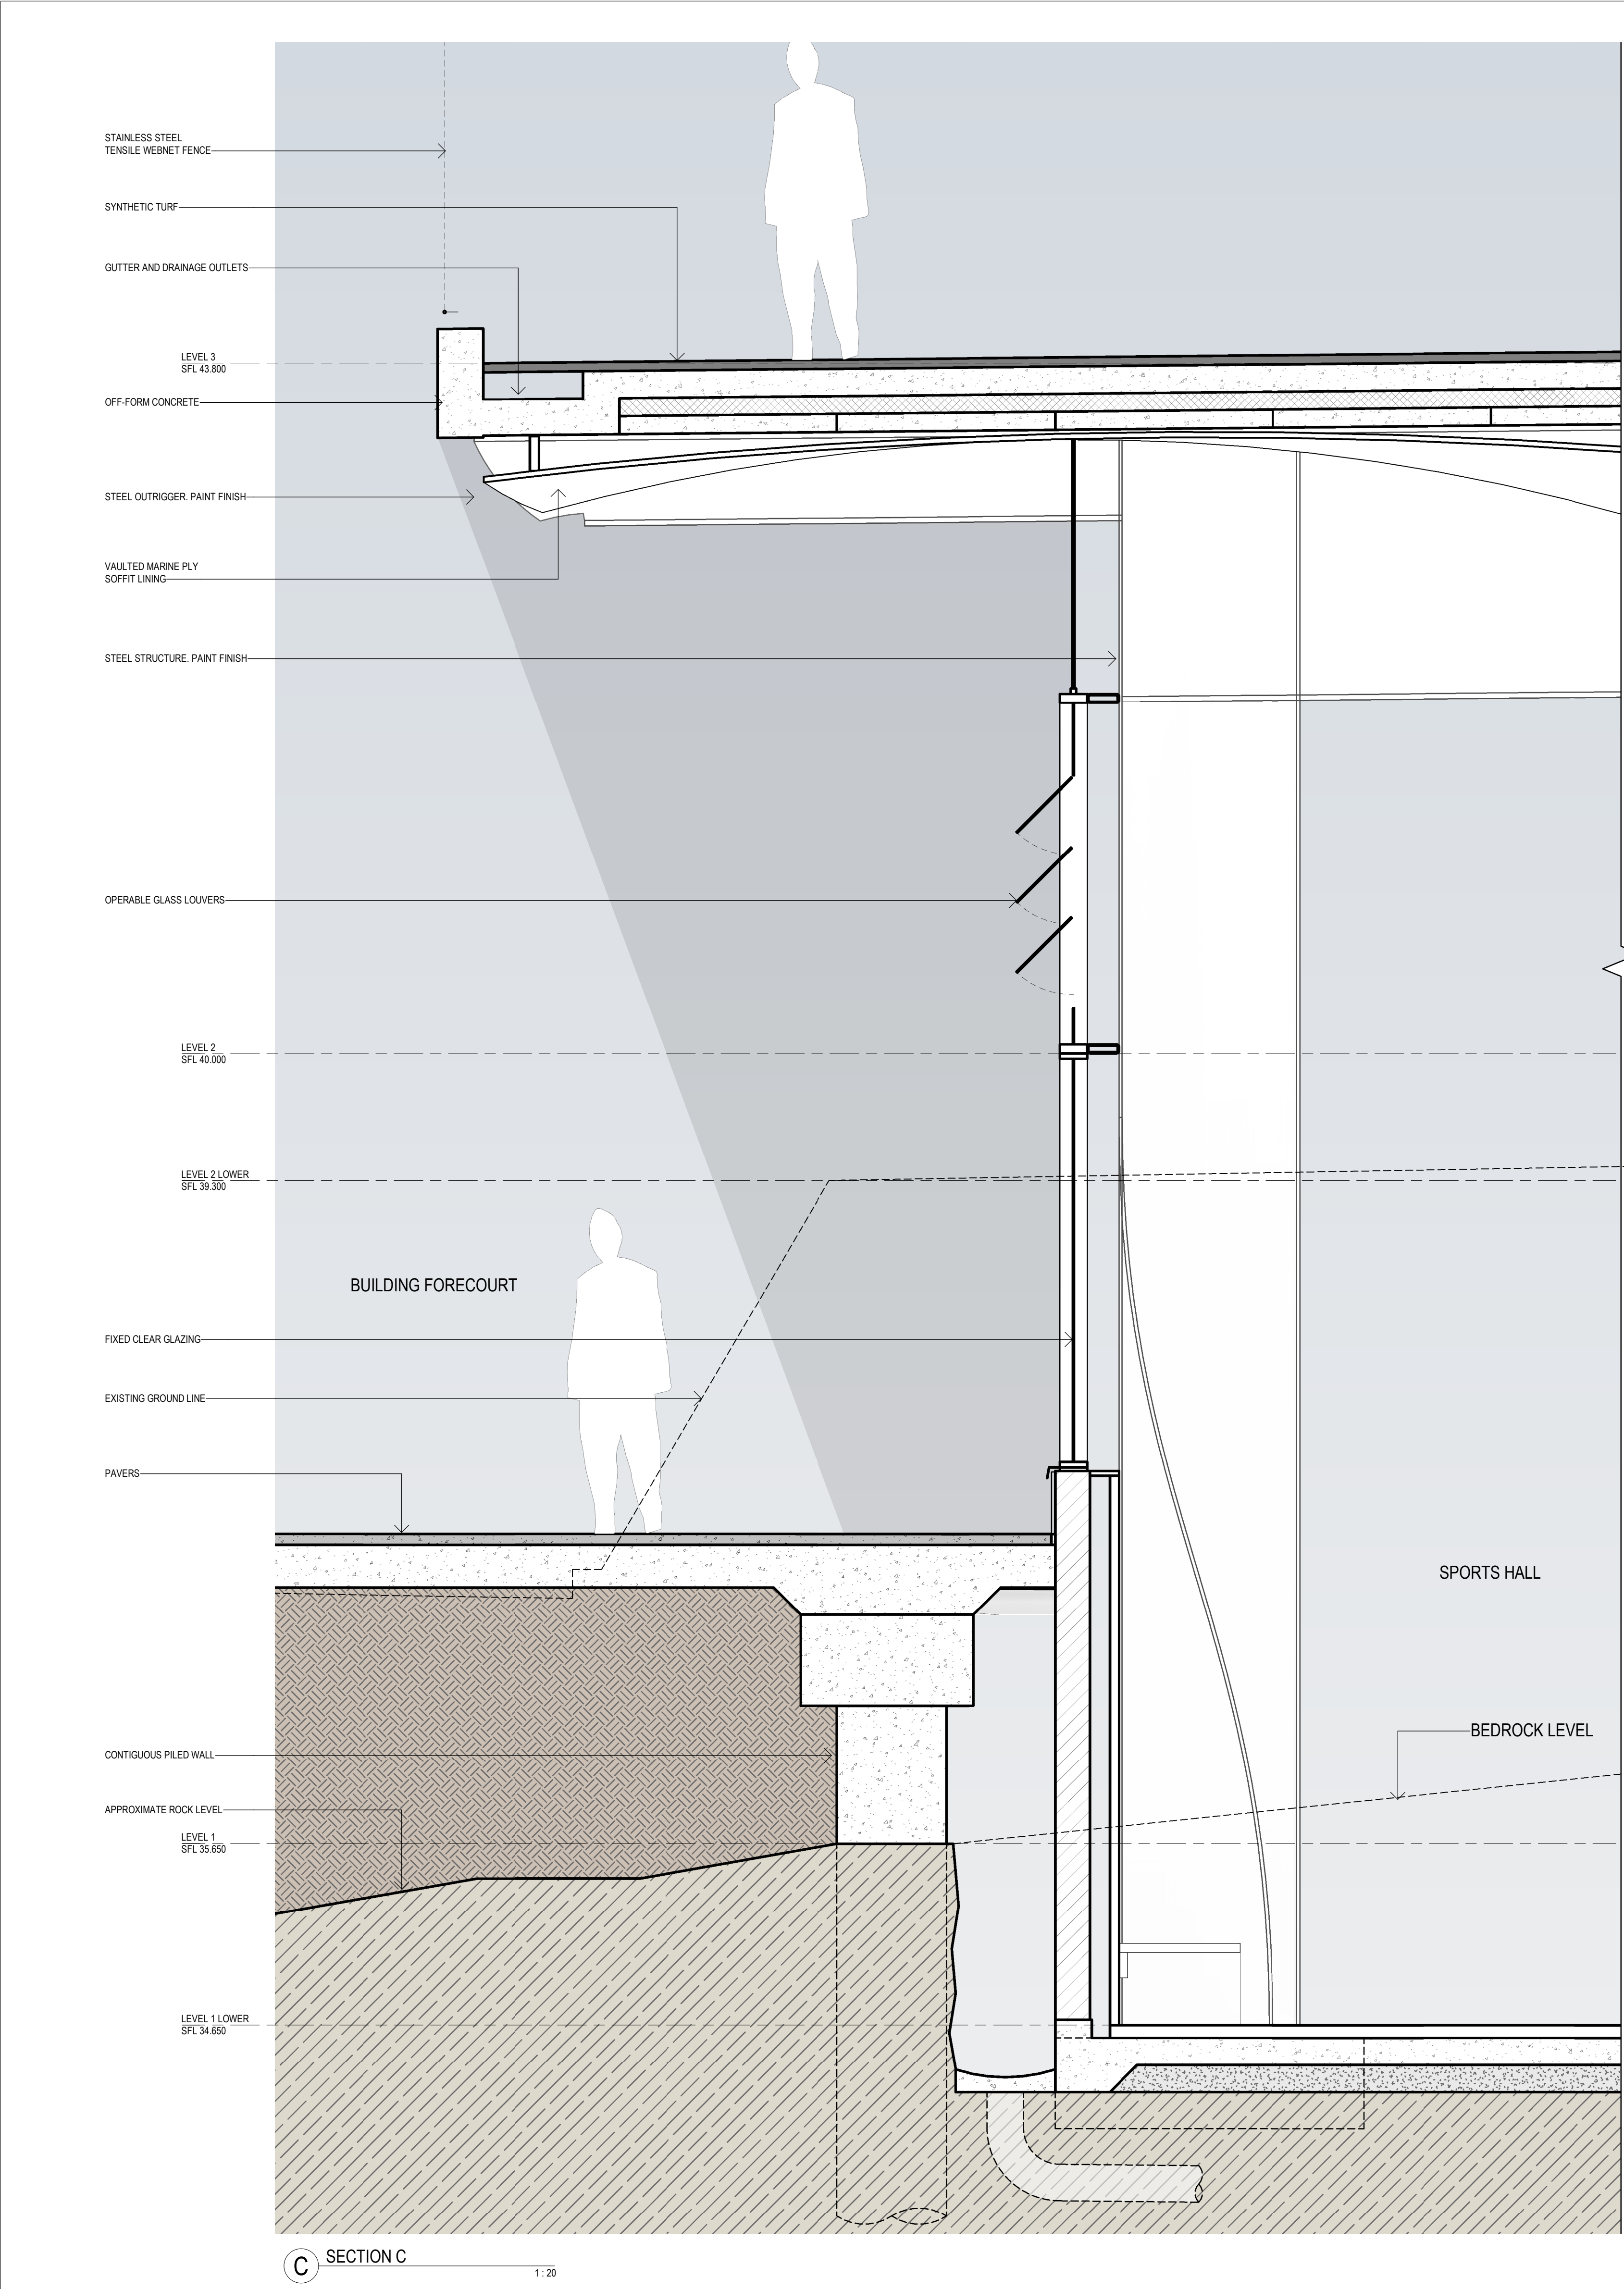 STAINLESS STEEL
TENSILE WEBNET FENCE
SYNTHETIC TURF
GUTTER AND DRAINAGE OUTLETS
LEVEL 3
SFL 43.800
OFF-FORM CONCRETE
STEEL OUTRIGGER. PAINT FINISH
VAULTED MARINE PLY
SOFFIT LINING
STEEL STRUCTURE. PAINT FINISH
OPERABLE GLASS LOUVERS
LEVEL 2
SFL 40.000
LEVEL 2 LOWER
SFL 39.300
BUILDING FORECOURT
FIXED CLEAR GLAZING
EXISTING GROUND LINE
PAVERS
SPORTS HALL
BEDROCK LEVEL
CONTIGUOUS PILED WALL
APPROXIMATE ROCK LEVEL
LEVEL 1
SFL 35.650
LEVEL 1 LOWER
SFL 34.650
C SECTION C
1 : 20